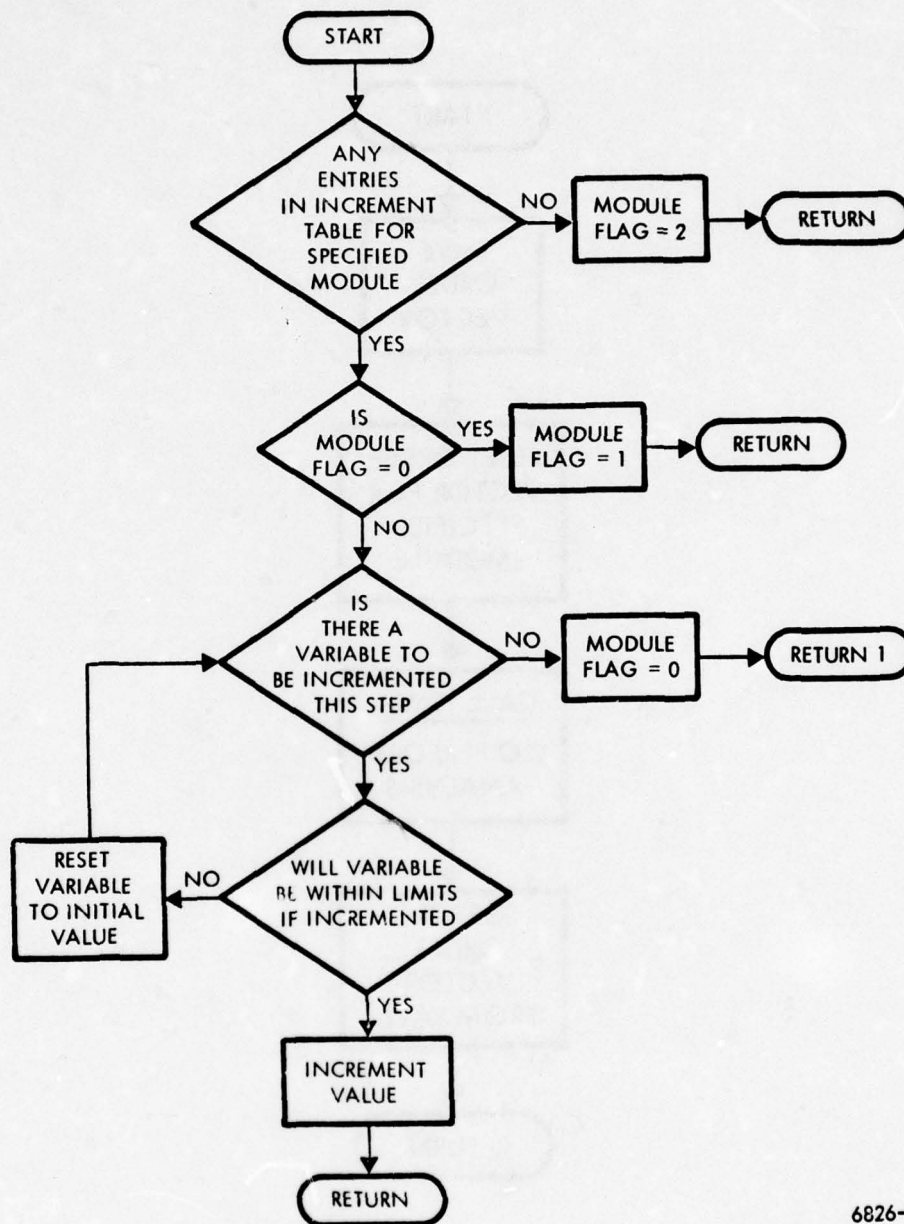 START
ANY
ENTRIES
IN INCREMENT
TABLE FOR
SPECIFIED
MODULE
NO
MODULE
FLAG = 2
RETURN
YES
IS
MODULE
FLAG = 0
YES
MODULE
FLAG = 1
RETURN
NO
IS
THERE A
VARIABLE TO
BE INCREMENTED
THIS STEP
NO
MODULE
FLAG = 0
RETURN 1
YES
WILL VARIABLE
BE WITHIN LIMITS
IF INCREMENTED
NO
RESET
VARIABLE
TO INITIAL
VALUE
YES
INCREMENT
VALUE
RETURN
6826-